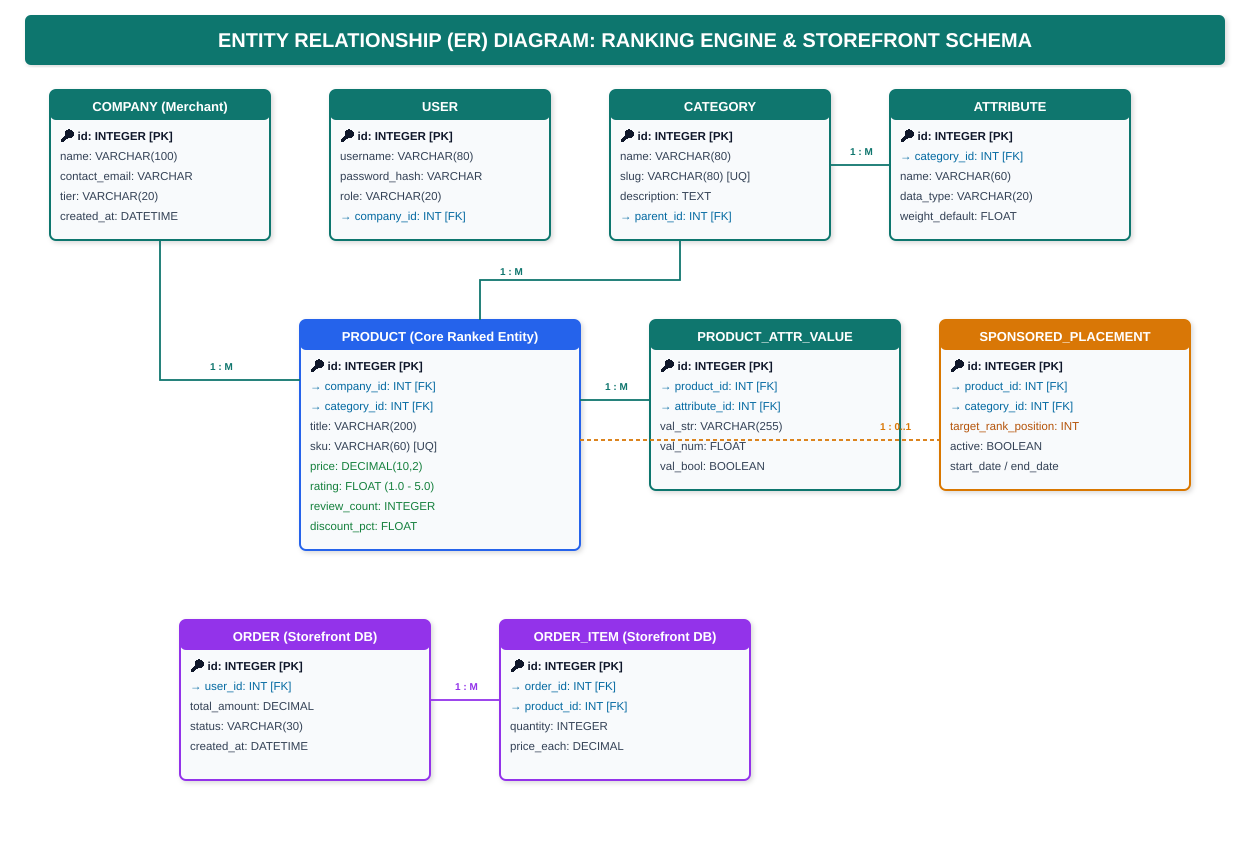 ENTITY RELATIONSHIP (ER) DIAGRAM: RANKING ENGINE & STOREFRONT SCHEMA
COMPANY (Merchant)
🔑 id: INTEGER [PK]
name: VARCHAR(100)
contact_email: VARCHAR
tier: VARCHAR(20)
created_at: DATETIME
USER
🔑 id: INTEGER [PK]
username: VARCHAR(80)
password_hash: VARCHAR
role: VARCHAR(20)
→ company_id: INT [FK]
CATEGORY
🔑 id: INTEGER [PK]
name: VARCHAR(80)
slug: VARCHAR(80) [UQ]
description: TEXT
→ parent_id: INT [FK]
1 : M
ATTRIBUTE
🔑 id: INTEGER [PK]
→ category_id: INT [FK]
name: VARCHAR(60)
data_type: VARCHAR(20)
weight_default: FLOAT
1 : M
1 : M
PRODUCT (Core Ranked Entity)
🔑 id: INTEGER [PK]
→ company_id: INT [FK]
→ category_id: INT [FK]
title: VARCHAR(200)
sku: VARCHAR(60) [UQ]
price: DECIMAL(10,2)
rating: FLOAT (1.0 - 5.0)
review_count: INTEGER
discount_pct: FLOAT
1 : M
PRODUCT_ATTR_VALUE
🔑 id: INTEGER [PK]
→ product_id: INT [FK]
→ attribute_id: INT [FK]
val_str: VARCHAR(255)
val_num: FLOAT
val_bool: BOOLEAN
1 : 0..1
SPONSORED_PLACEMENT
🔑 id: INTEGER [PK]
→ product_id: INT [FK]
→ category_id: INT [FK]
target_rank_position: INT
active: BOOLEAN
start_date / end_date
ORDER (Storefront DB)
🔑 id: INTEGER [PK]
→ user_id: INT [FK]
total_amount: DECIMAL
status: VARCHAR(30)
created_at: DATETIME
1 : M
ORDER_ITEM (Storefront DB)
🔑 id: INTEGER [PK]
→ order_id: INT [FK]
→ product_id: INT [FK]
quantity: INTEGER
price_each: DECIMAL